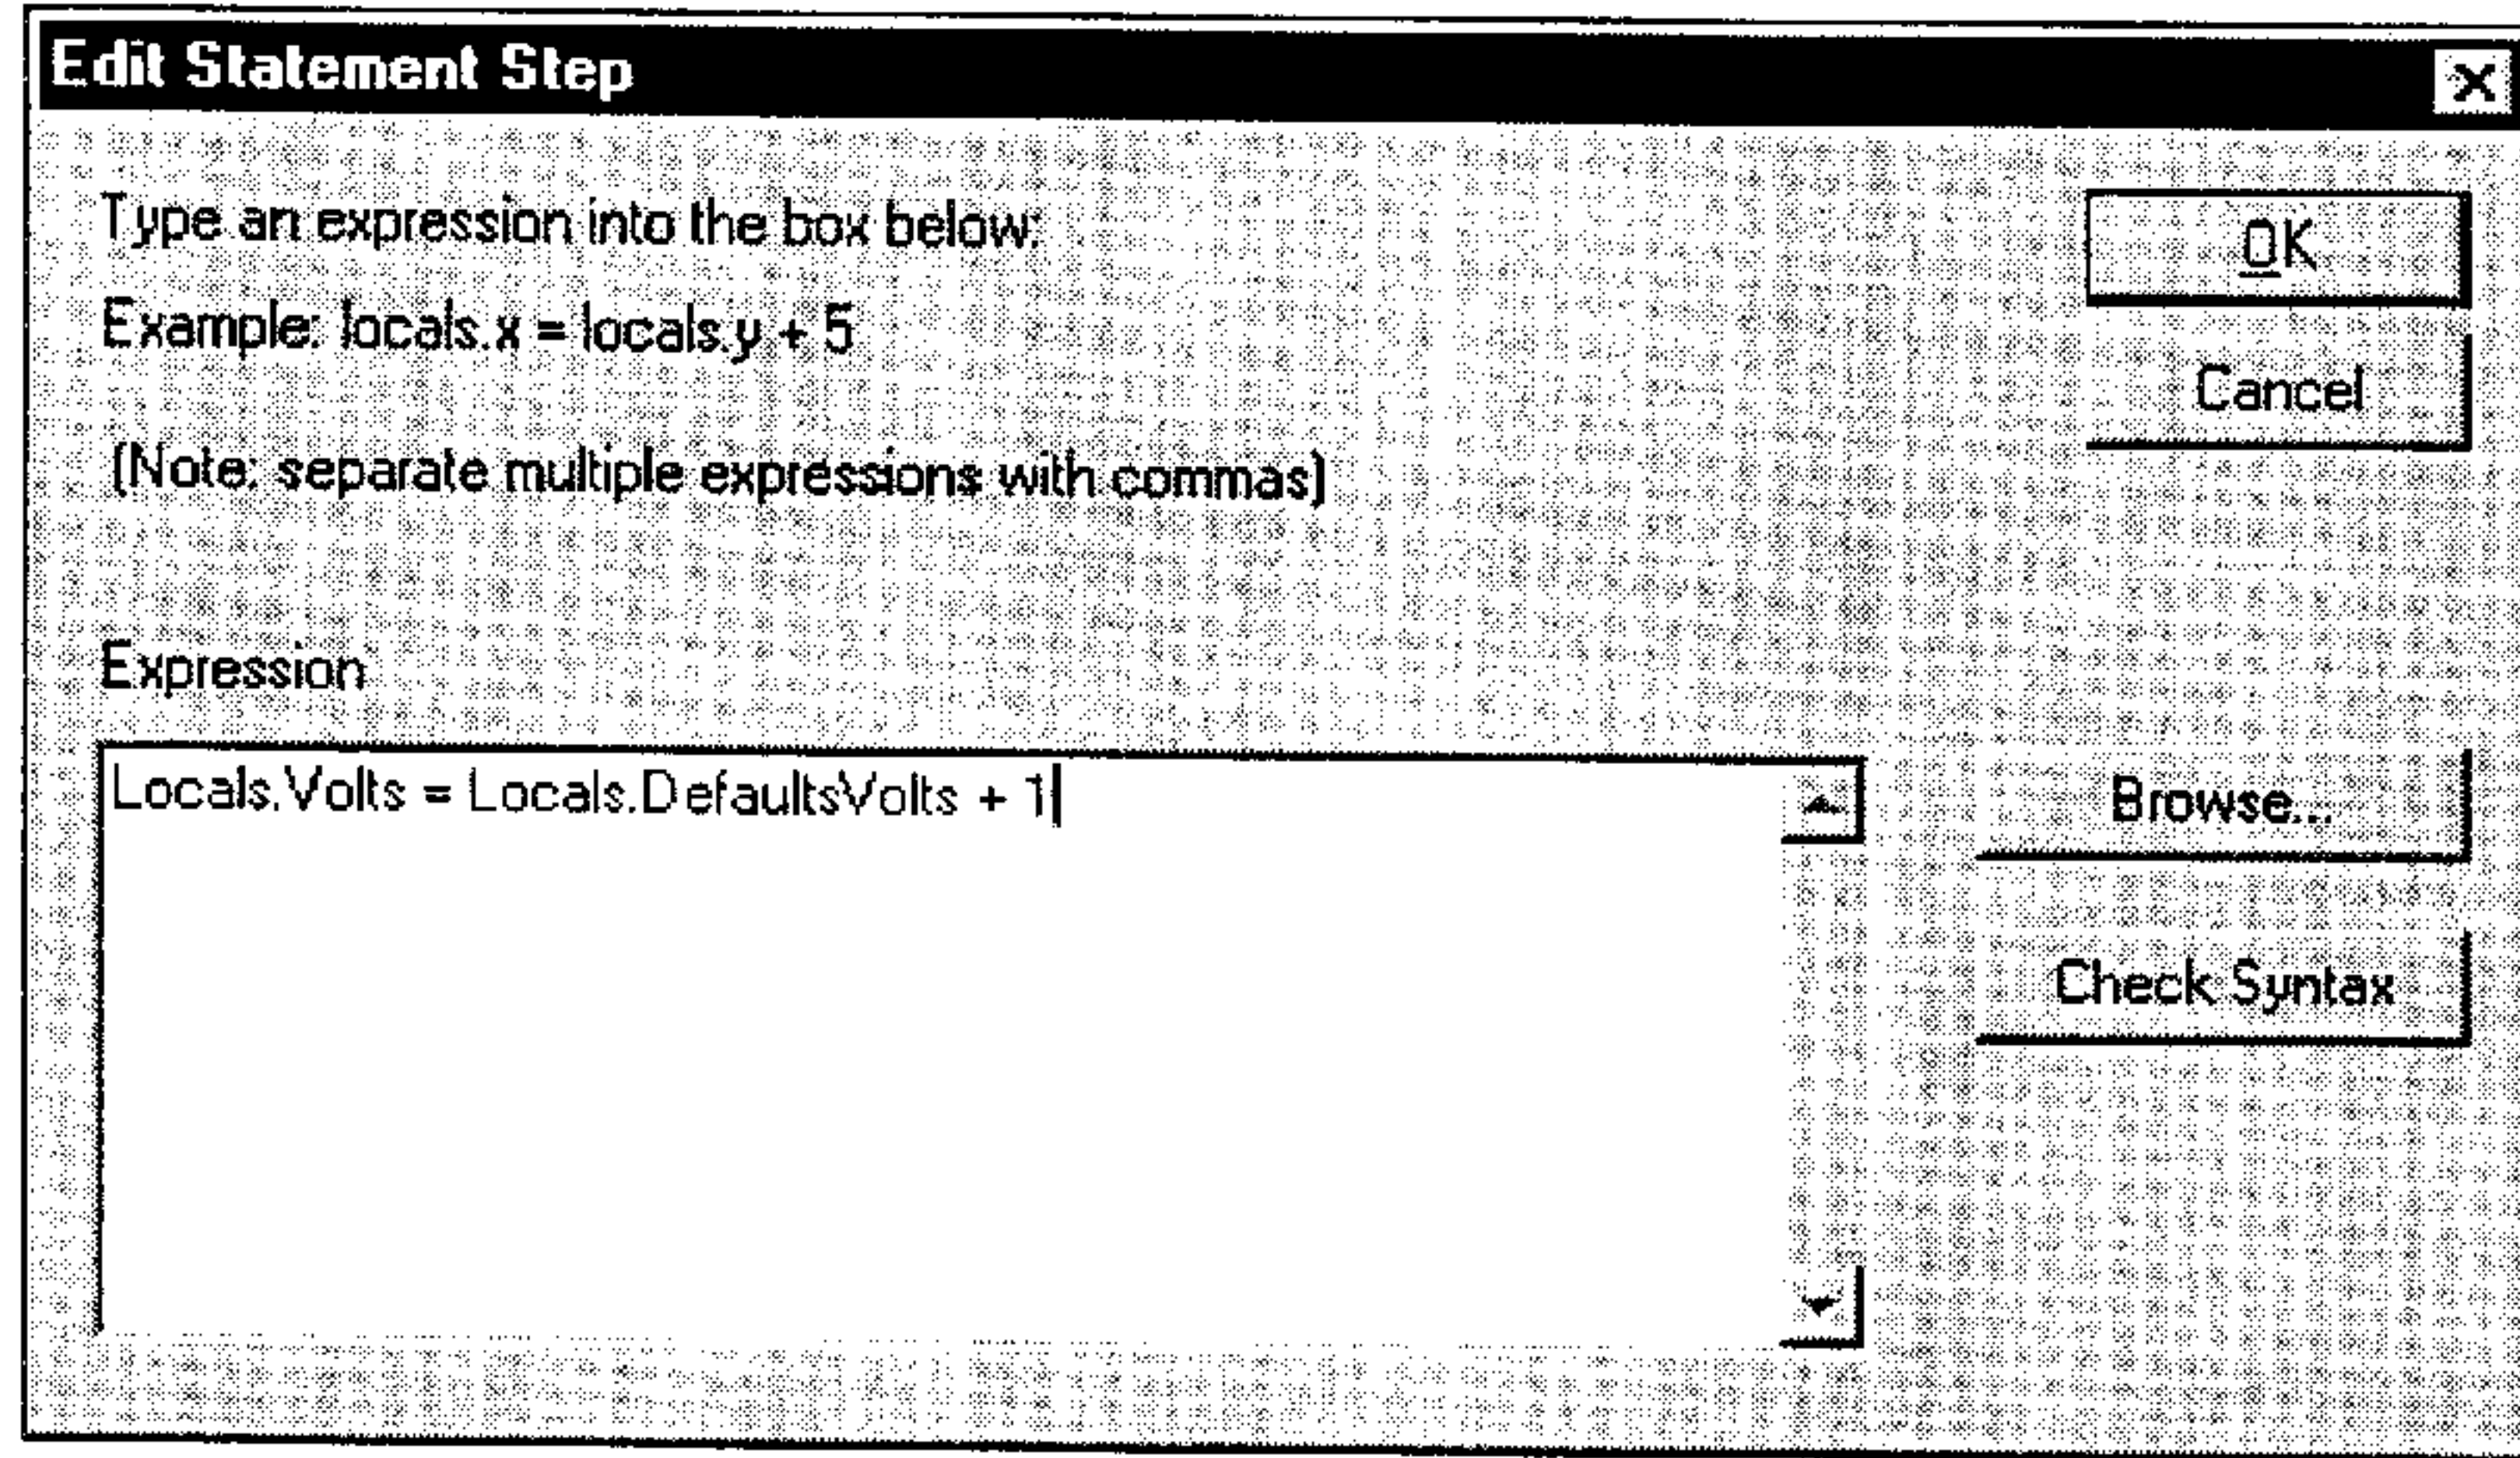 Edit Statement Step
Type an expression into the box below:
OK
Example: locals.x = locals.y + 5
Cancel
(Note: separate multiple expressions with commas)
Expression
Locals.Volts = Locals.DefaultsVolts + 1
Browse...
Check Syntax